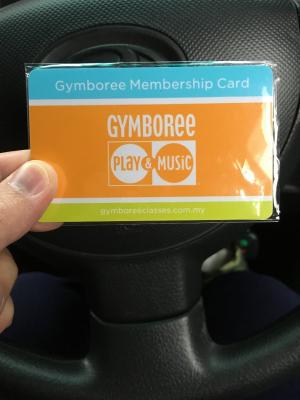 Gymboree Membership Card
GYMBOREE
PLAY & MUSIC
gymboreeclasses.com.my